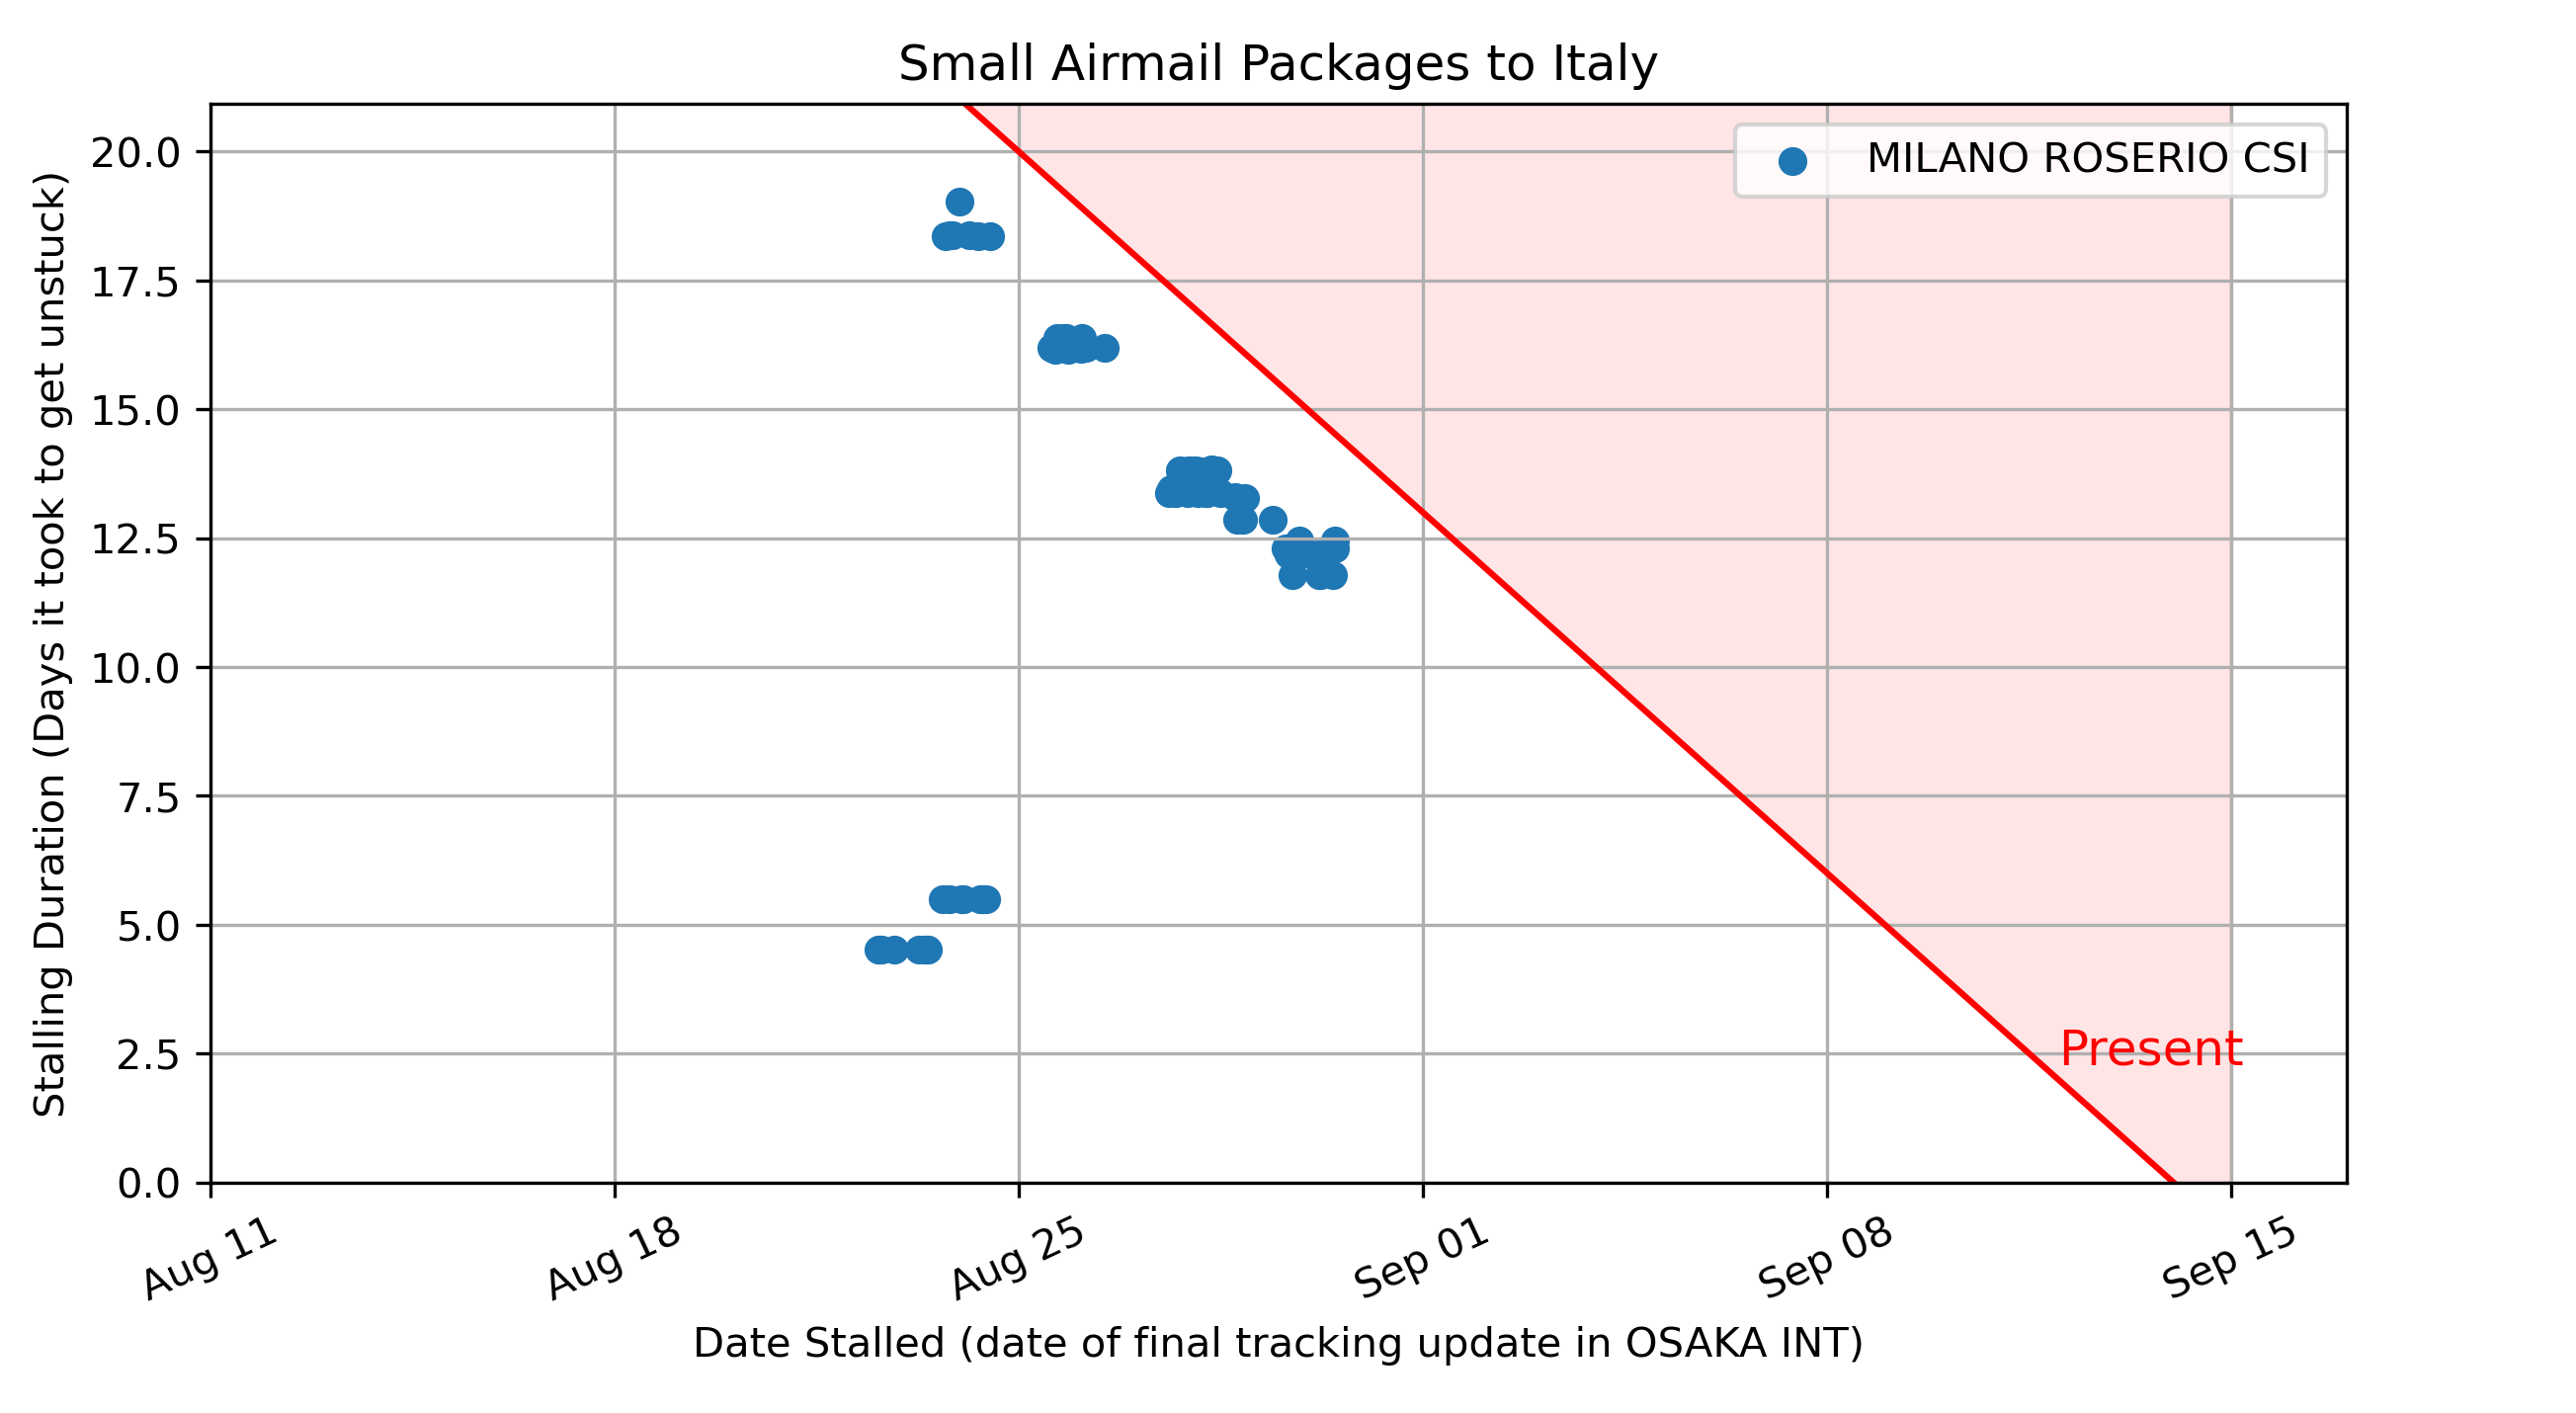 Small Airmail Packages to Italy
MILANO ROSERIO CSI
Stalling Duration (Days it took to get unstuck)
20.0
17.5
15.0
12.5
10.0
7.5
5.0
2.5
0.0
Present
Aug 11
Aug 18
Aug 25
Sep 01
Sep 08
Sep 15
Date Stalled (date of final tracking update in OSAKA INT)